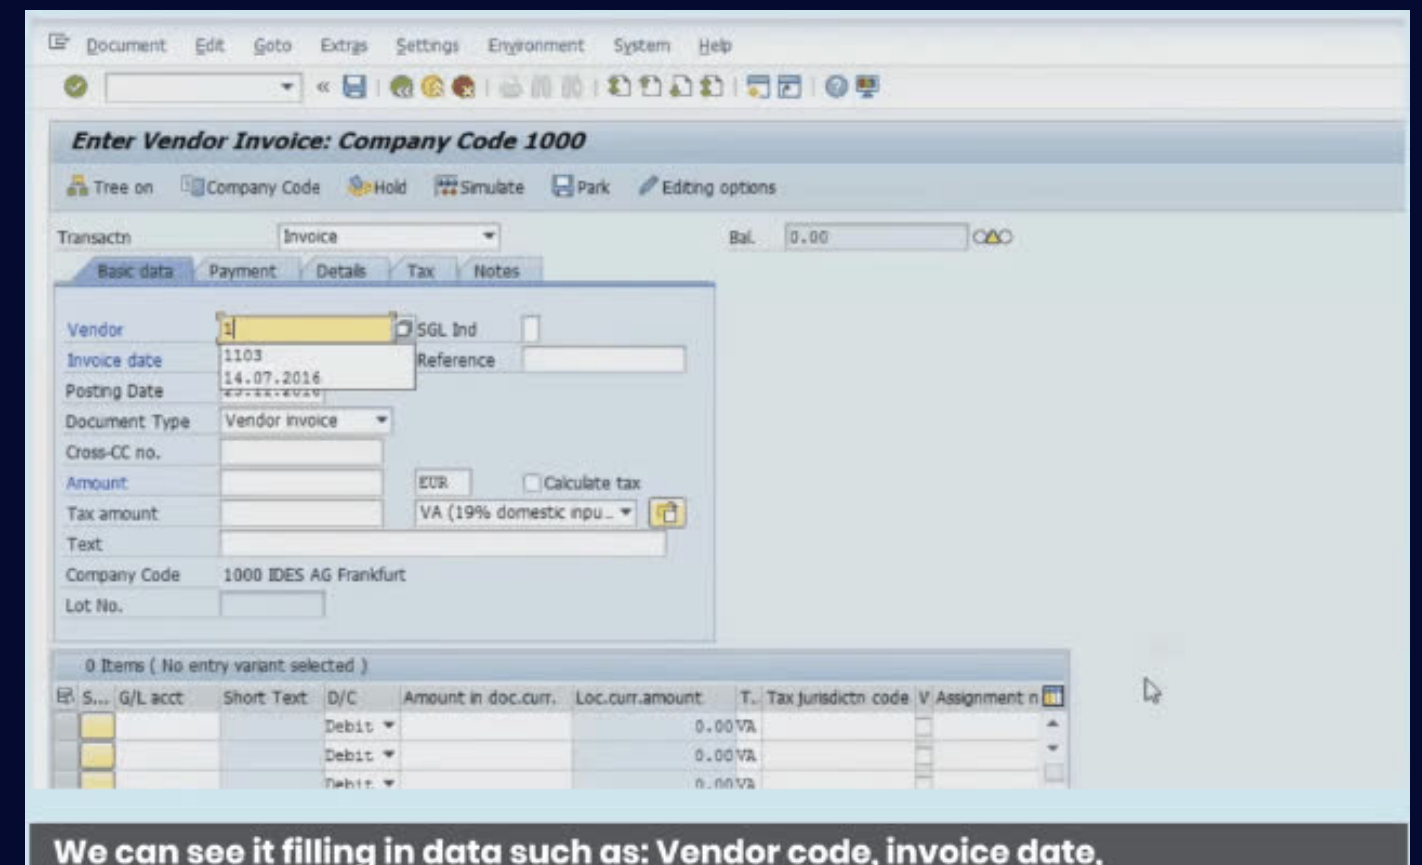 Document Edit Goto Extras Settings Environment System Help
Enter Vendor Invoice: Company Code 1000
Tree on Company Code Hold Simulate Park Editing options
Transactn Invoice Bal. 0.00
Basic data Payment Details Tax Notes
Vendor 1 SGL Ind
Invoice date 1103 Reference
14.07.2016
Posting Date
Document Type Vendor invoice
Cross-CC no.
Amount EUR Calculate tax
Tax amount VA (19% domestic inpu..
Text
Company Code 1000 IDES AG Frankfurt
Lot No.
0 Items ( No entry variant selected )
S... G/L acct Short Text D/C Amount in doc.curr. Loc.curr.amount T.. Tax jurisdictn code V Assignment n
Debit 0.00 VA
Debit 0.00 VA
Debit 0.00 VA
We can see it filling in data such as: Vendor code, invoice date,